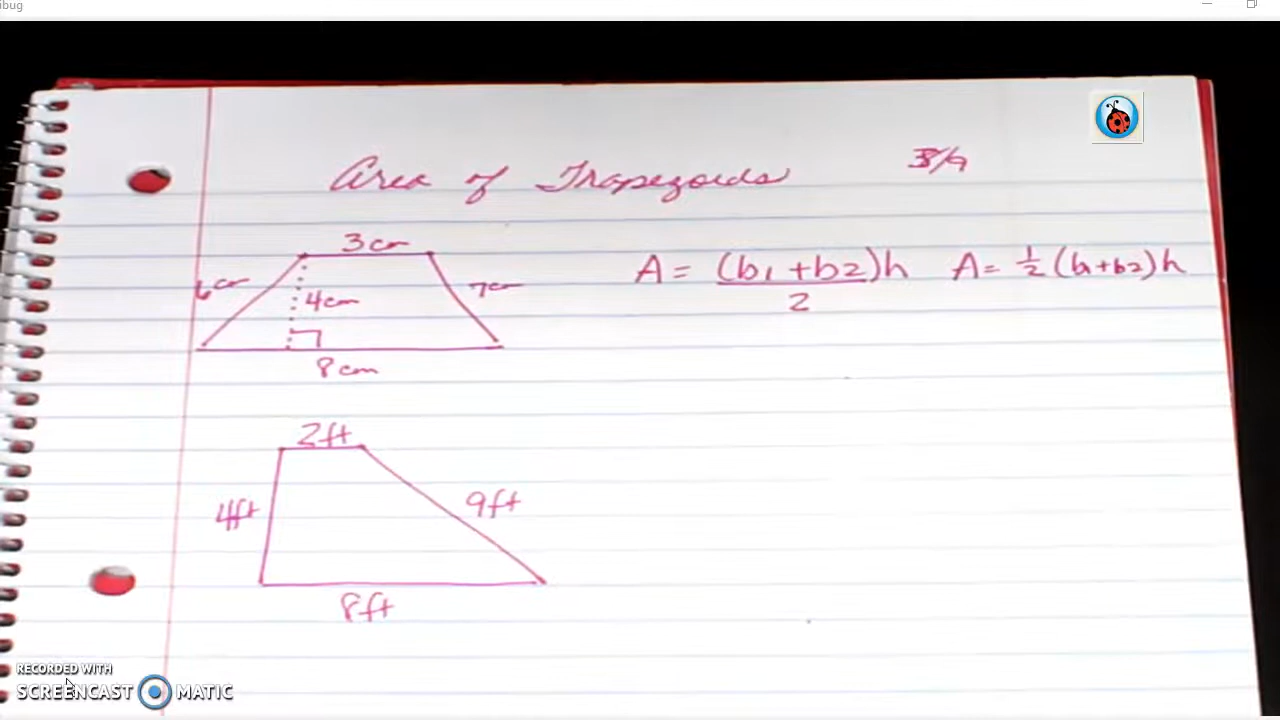 ibug
Area of Trapezoids 3/9
3cm
6cm
4cm
7cm
8cm
A = (b1 + b2)h / 2 A = 1/2 (b1+b2)h
2ft
4ft
9ft
8ft
RECORDED WITH
SCREENCAST MATIC